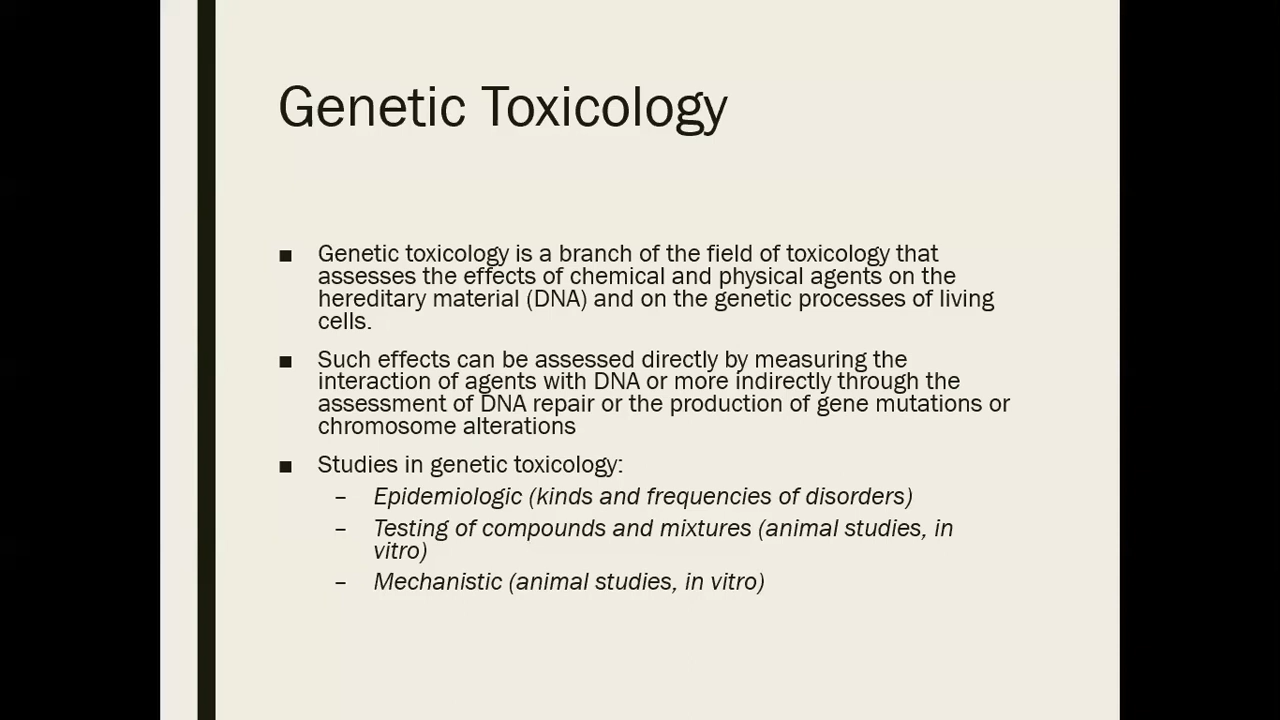 Genetic Toxicology
■ Genetic toxicology is a branch of the field of toxicology that
assesses the effects of chemical and physical agents on the
hereditary material (DNA) and on the genetic processes of living
cells.
■ Such effects can be assessed directly by measuring the
interaction of agents with DNA or more indirectly through the
assessment of DNA repair or the production of gene mutations or
chromosome alterations
■ Studies in genetic toxicology:
– Epidemiologic (kinds and frequencies of disorders)
– Testing of compounds and mixtures (animal studies, in
vitro)
– Mechanistic (animal studies, in vitro)